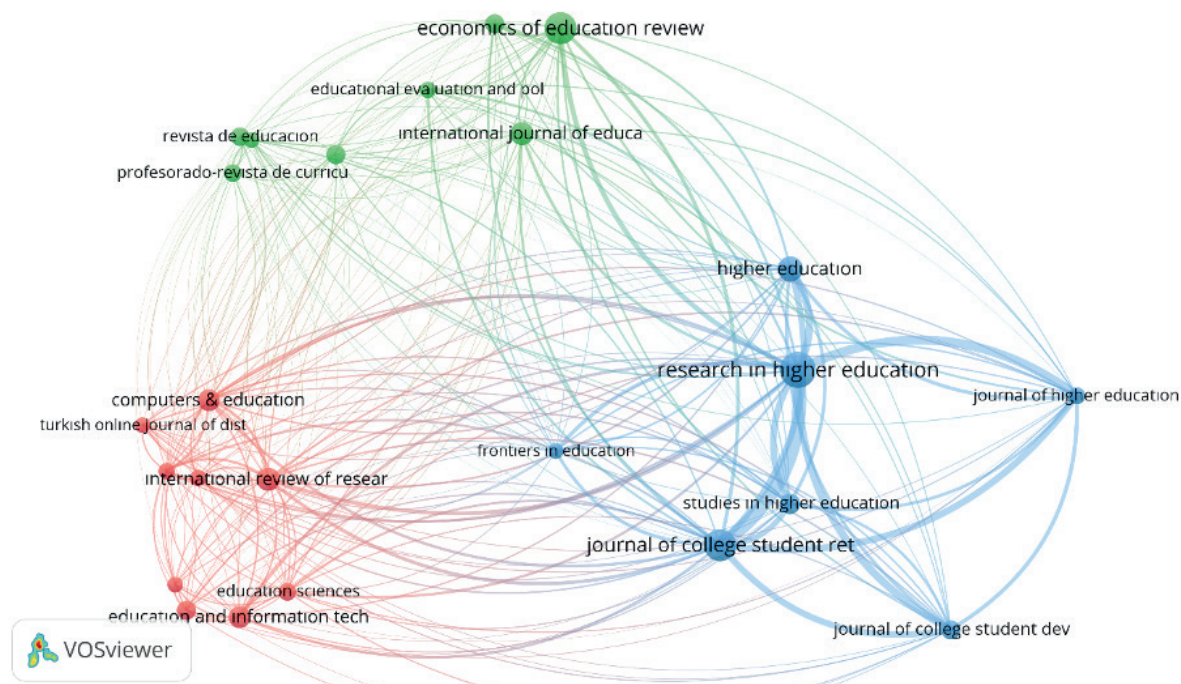 economics of education review
educational evaluation and pol
international journal of educa
revista de educacion
profesorado-revista de curricu
higher education
research in higher education
journal of higher education
computers & education
turkish online journal of dist
frontiers in education
international review of resear
studies in higher education
journal of college student ret
education sciences
education and information tech
journal of college student dev
VOSviewer